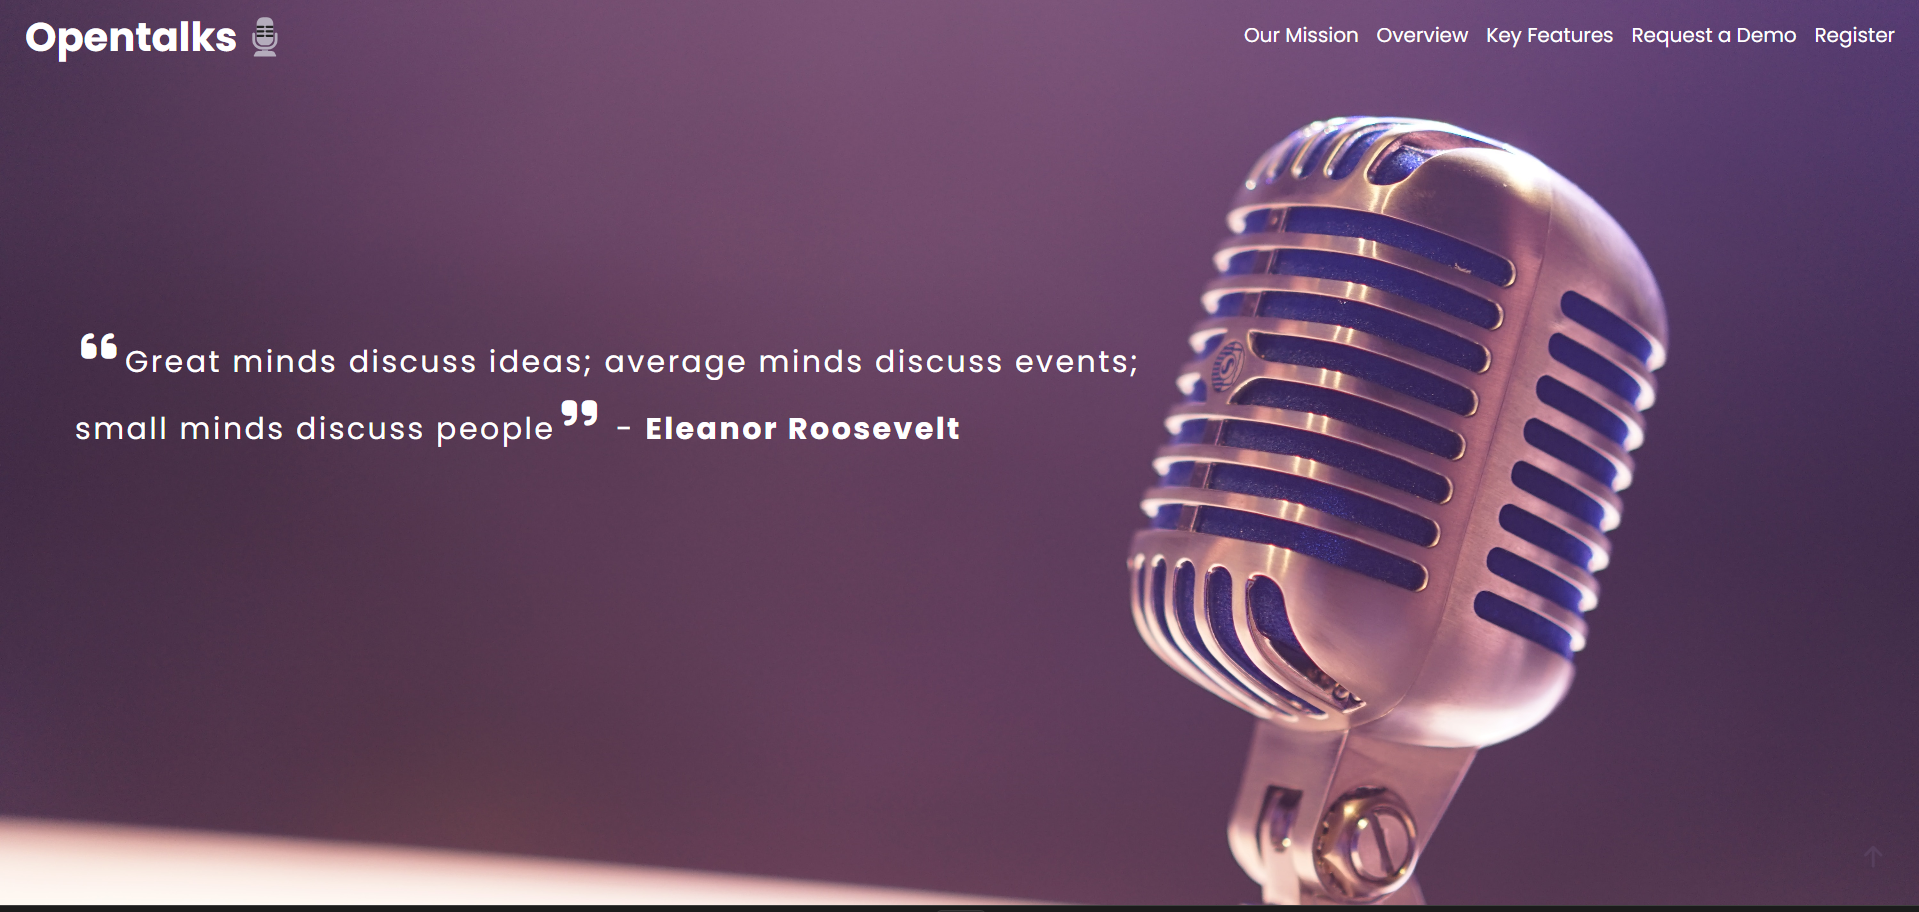 Opentalks
Our Mission Overview Key Features Request a Demo Register
“Great minds discuss ideas; average minds discuss events;
small minds discuss people” - Eleanor Roosevelt